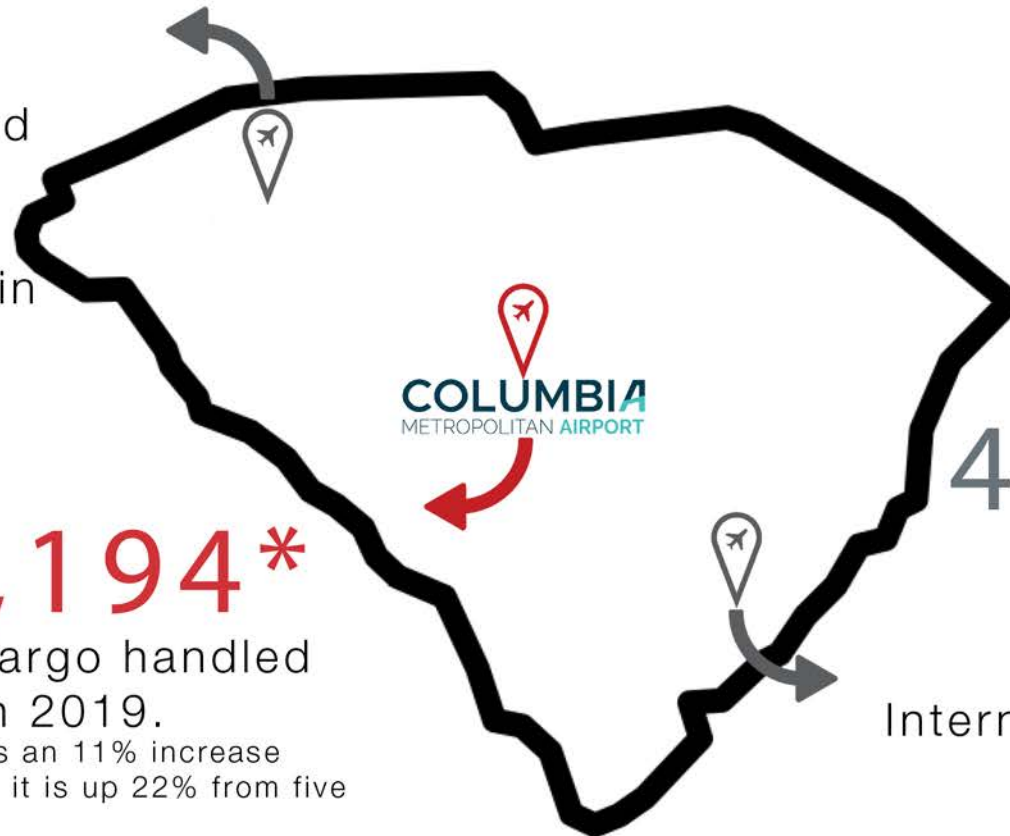 d
in
COLUMBIA
METROPOLITAN AIRPORT
4
,194*
argo handled
n 2019.
s an 11% increase
it is up 22% from five
Intern